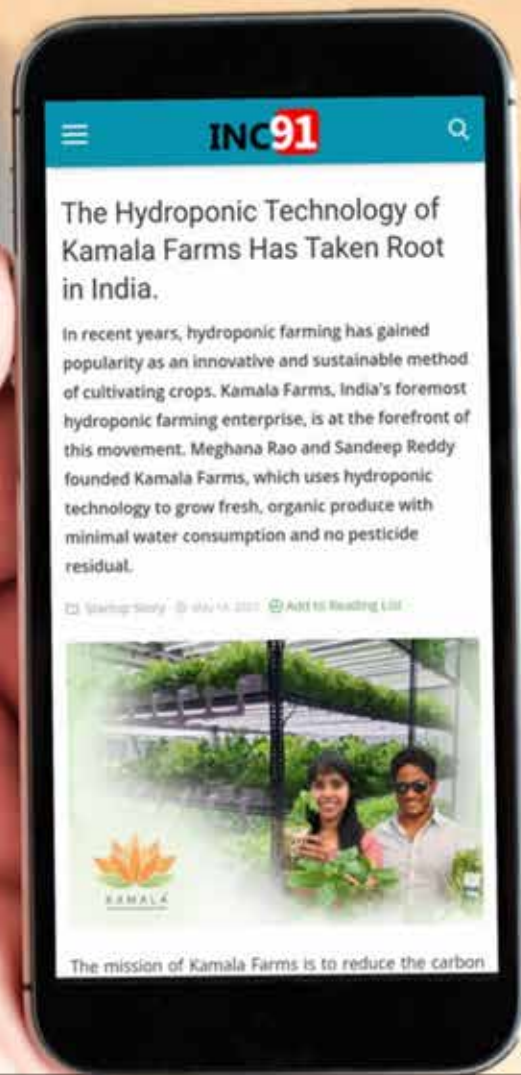 INC91
The Hydroponic Technology of
Kamala Farms Has Taken Root
in India.
In recent years, hydroponic farming has gained
popularity as an innovative and sustainable method
of cultivating crops. Kamala Farms, India's foremost
hydroponic farming enterprise, is at the forefront of
this movement. Meghana Rao and Sandeep Reddy
founded Kamala Farms, which uses hydroponic
technology to grow fresh, organic produce with
minimal water consumption and no pesticide
residual.
Startup Story May 14, Add to Reading List
KAMALA
The mission of Kamala Farms is to reduce the carbon